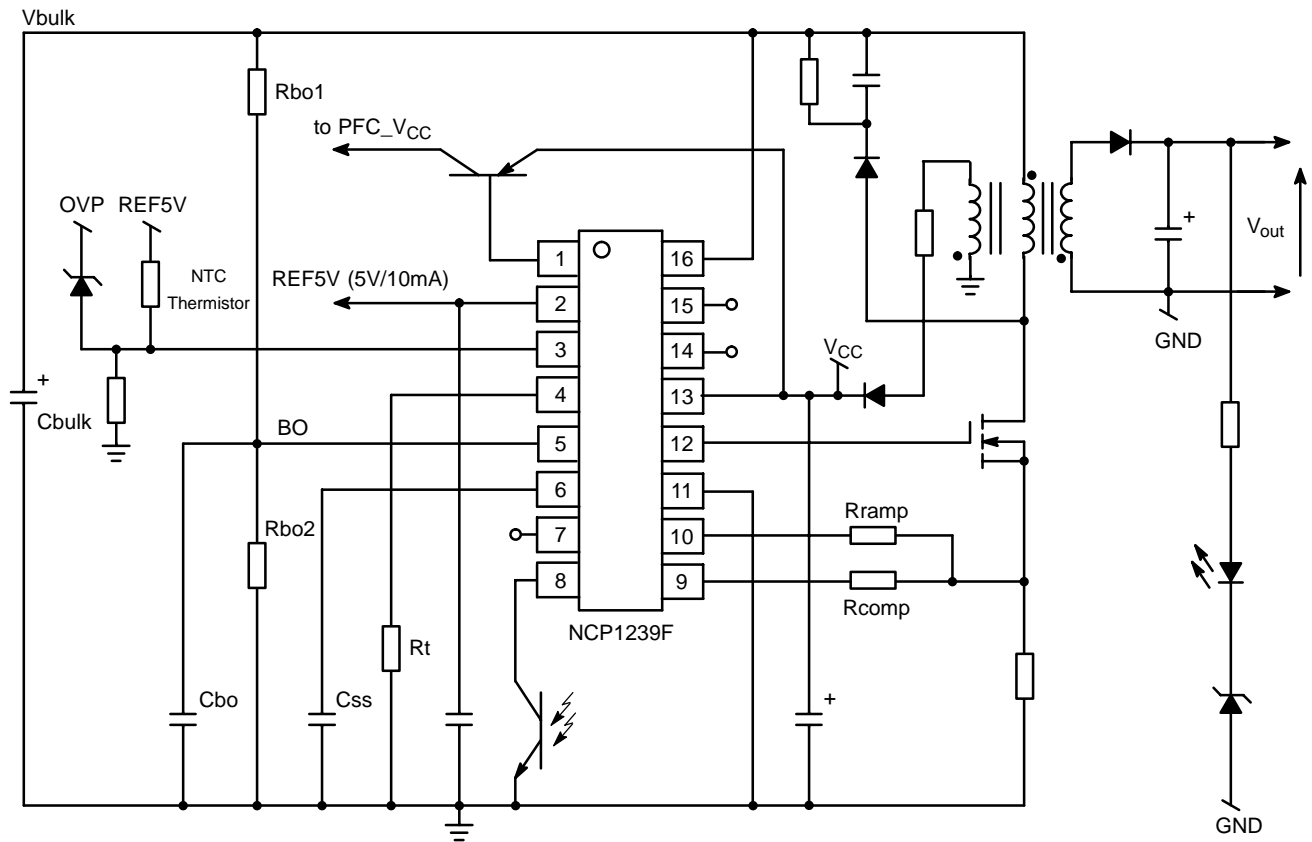 Vbulk
Rbo1
to PFC_VCC
OVP
REF5V
NTC
Thermistor
REF5V (5V/10mA)
1
16
2
15
3
14
4
13
5
12
6
11
7
10
8
9
VCC
+
Vout
GND
+
Cbulk
BO
Rramp
Rbo2
Rcomp
NCP1239F
Rt
Cbo
Css
+
GND